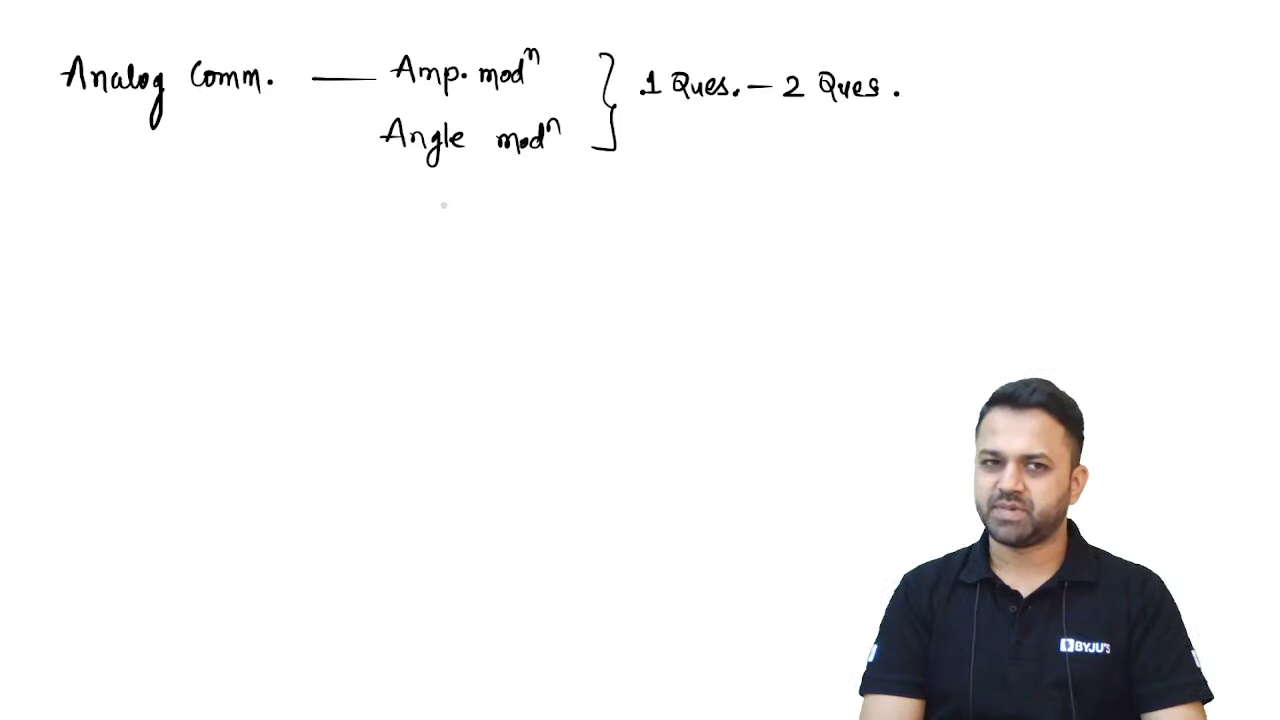 Analog Comm. — Amp. modⁿ } 1 Ques. – 2 Ques.
Angle modⁿ
BYJU'S